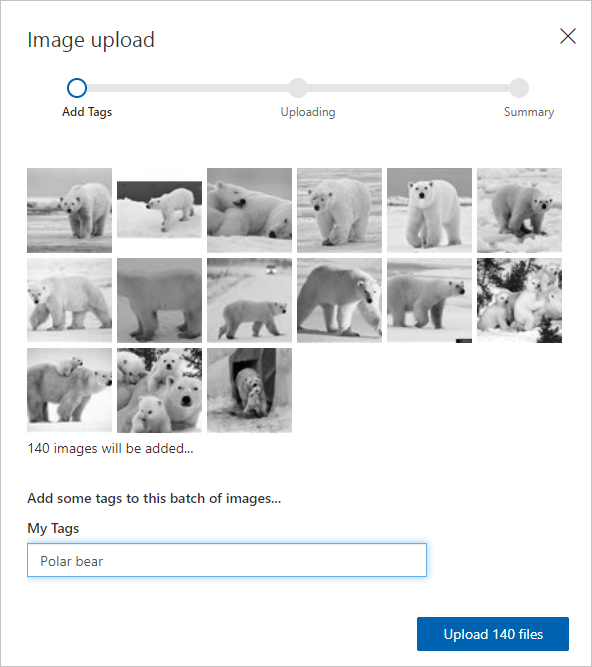 Image upload
Add Tags
Uploading
Summary
140 images will be added...
Add some tags to this batch of images...
My Tags
Polar bear
Upload 140 files